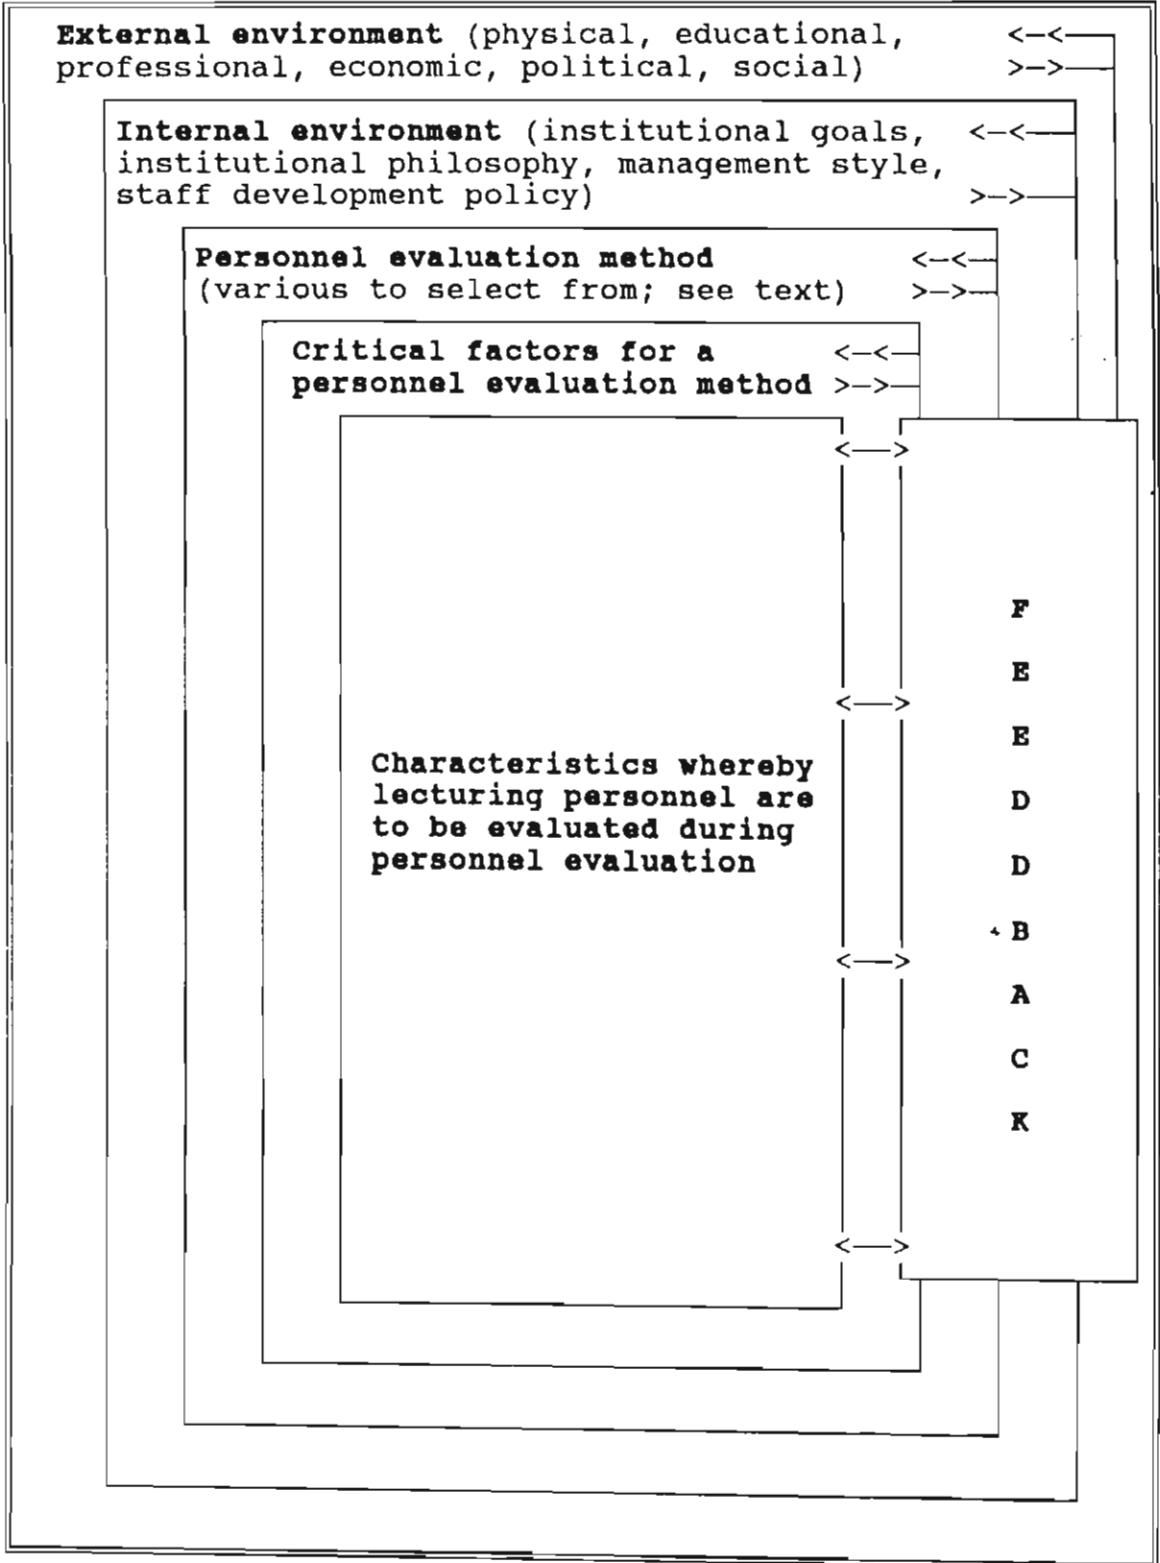 External environment (physical, educational,
professional, economic, political, social)
Internal environment (institutional goals,
institutional philosophy, management style,
staff development policy)
Personnel evaluation method
(various to select from; see text)
Critical factors for a
personnel evaluation method
Characteristics whereby
lecturing personnel are
to be evaluated during
personnel evaluation
F
E
E
D
D
B
A
C
K